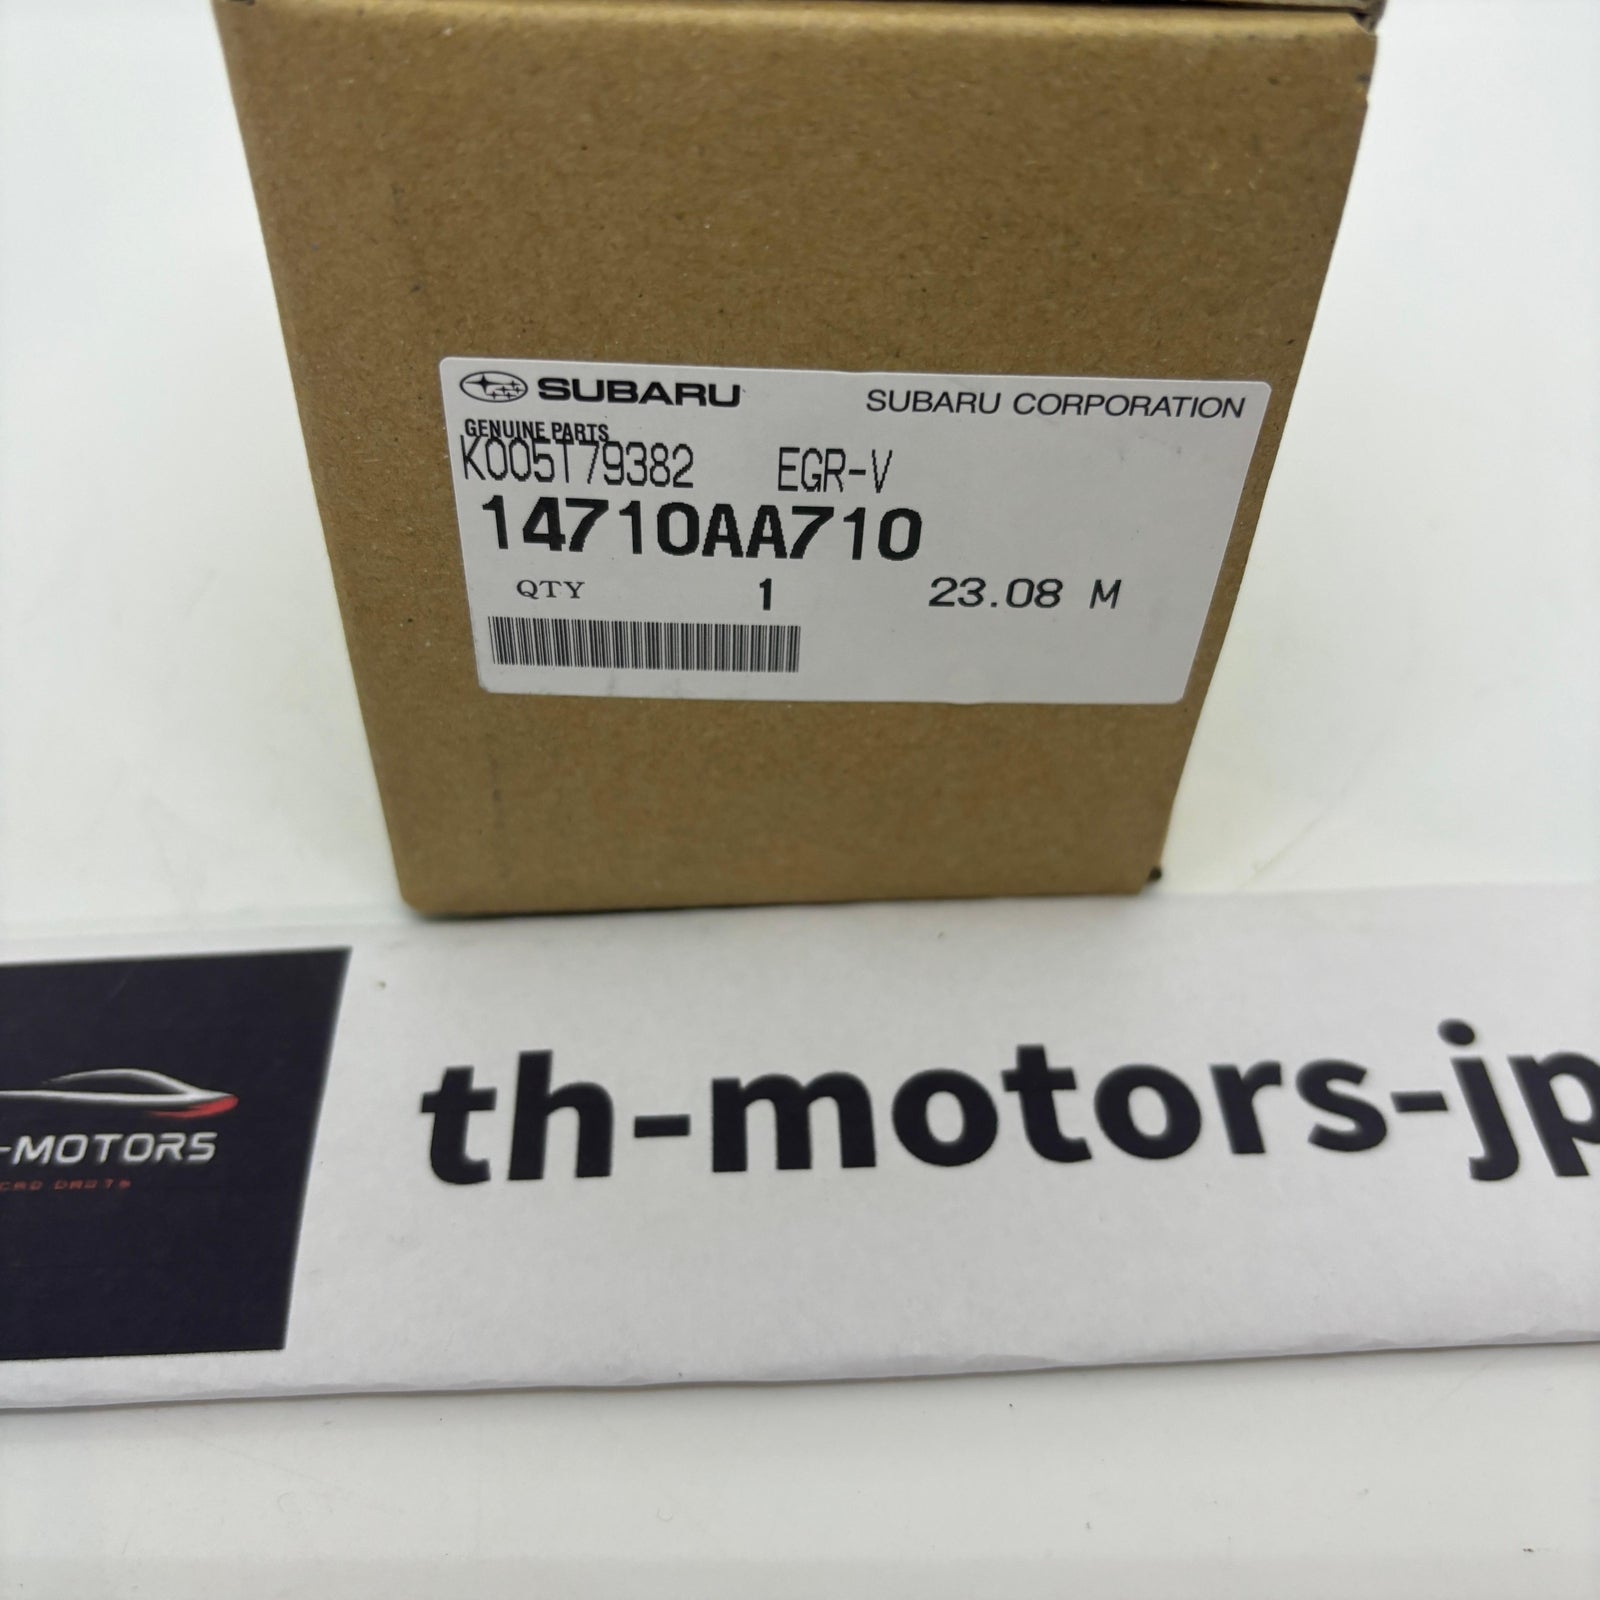 SUBARU SUBARU CORPORATION
GENUINE PARTS
K005T79382 EGR-V
14710AA710
QTY 1 23.08 M
th-motors-jp
-MOTORS